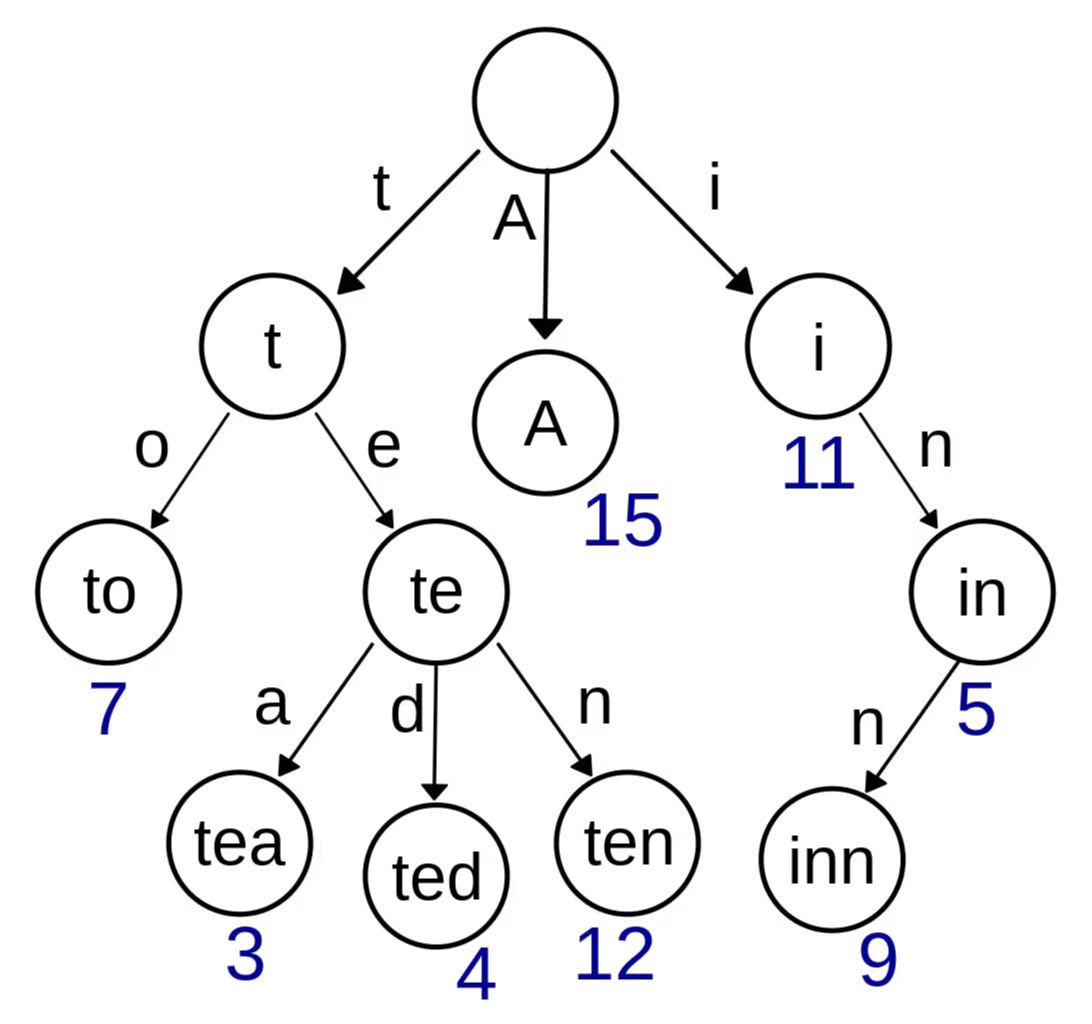 t A i
t A i
11
15
o e n
to te in
7 5
a d n n
tea ted ten inn
3 4 12 9